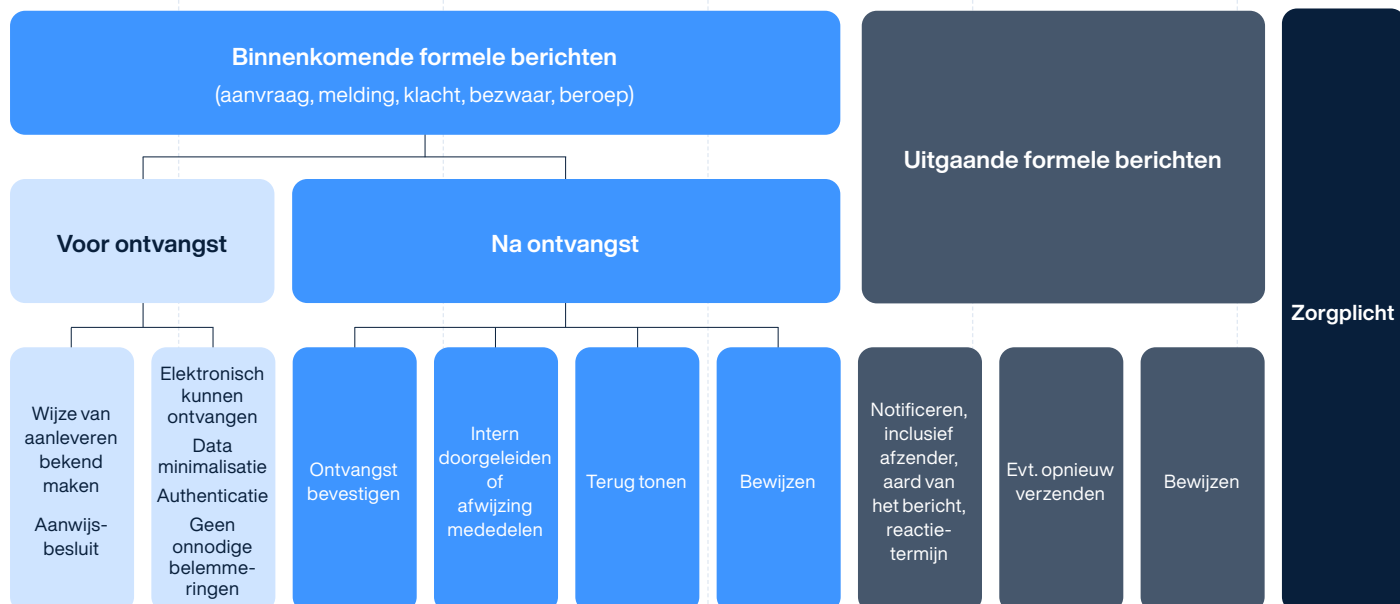 Binnenkomende formele berichten
(aanvraag, melding, klacht, bezwaar, beroep)
Uitgaande formele berichten
Zorgplicht
Voor ontvangst
Na ontvangst
Wijze van
aanleveren
bekend
maken
Aanwijs-
besluit
Elektronisch
kunnen
ontvangen
Data
minimalisatie
Authenticatie
Geen
onnodige
belemme-
ringen
Ontvangst
bevestigen
Intern
doorgeleiden
of
afwijzing
mededelen
Terug tonen
Bewijzen
Notificeren,
inclusief
afzender,
aard van
het bericht,
reactie-
termijn
Evt. opnieuw
verzenden
Bewijzen